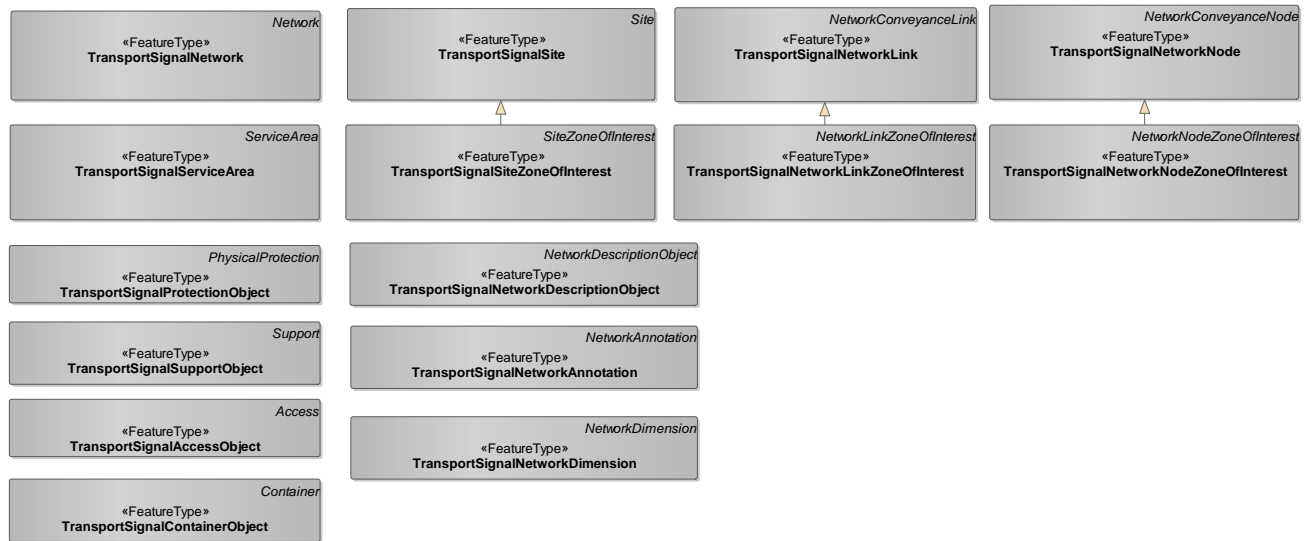 Network
«FeatureType»
TransportSignalNetwork
Site
«FeatureType»
TransportSignalSite
NetworkConveyanceLink
«FeatureType»
TransportSignalNetworkLink
NetworkConveyanceNode
«FeatureType»
TransportSignalNetworkNode
ServiceArea
«FeatureType»
TransportSignalServiceArea
SiteZoneOfInterest
«FeatureType»
TransportSignalSiteZoneOfInterest
NetworkLinkZoneOfInterest
«FeatureType»
TransportSignalNetworkLinkZoneOfInterest
NetworkNodeZoneOfInterest
«FeatureType»
TransportSignalNetworkNodeZoneOfInterest
PhysicalProtection
«FeatureType»
TransportSignalProtectionObject
NetworkDescriptionObject
«FeatureType»
TransportSignalNetworkDescriptionObject
Support
«FeatureType»
TransportSignalSupportObject
NetworkAnnotation
«FeatureType»
TransportSignalNetworkAnnotation
Access
«FeatureType»
TransportSignalAccessObject
NetworkDimension
«FeatureType»
TransportSignalNetworkDimension
Container
«FeatureType»
TransportSignalContainerObject